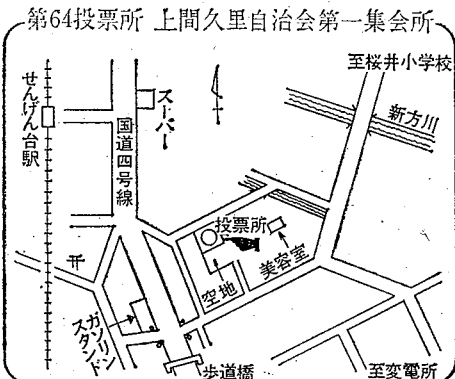 第64投票所 上間久里自治会第一集会所
至桜井小学校
せんげん台駅
スーパー
国道四号線
新方川
投票所
美容室
空地
ガソリン
スタンド
歩道橋
至変電所